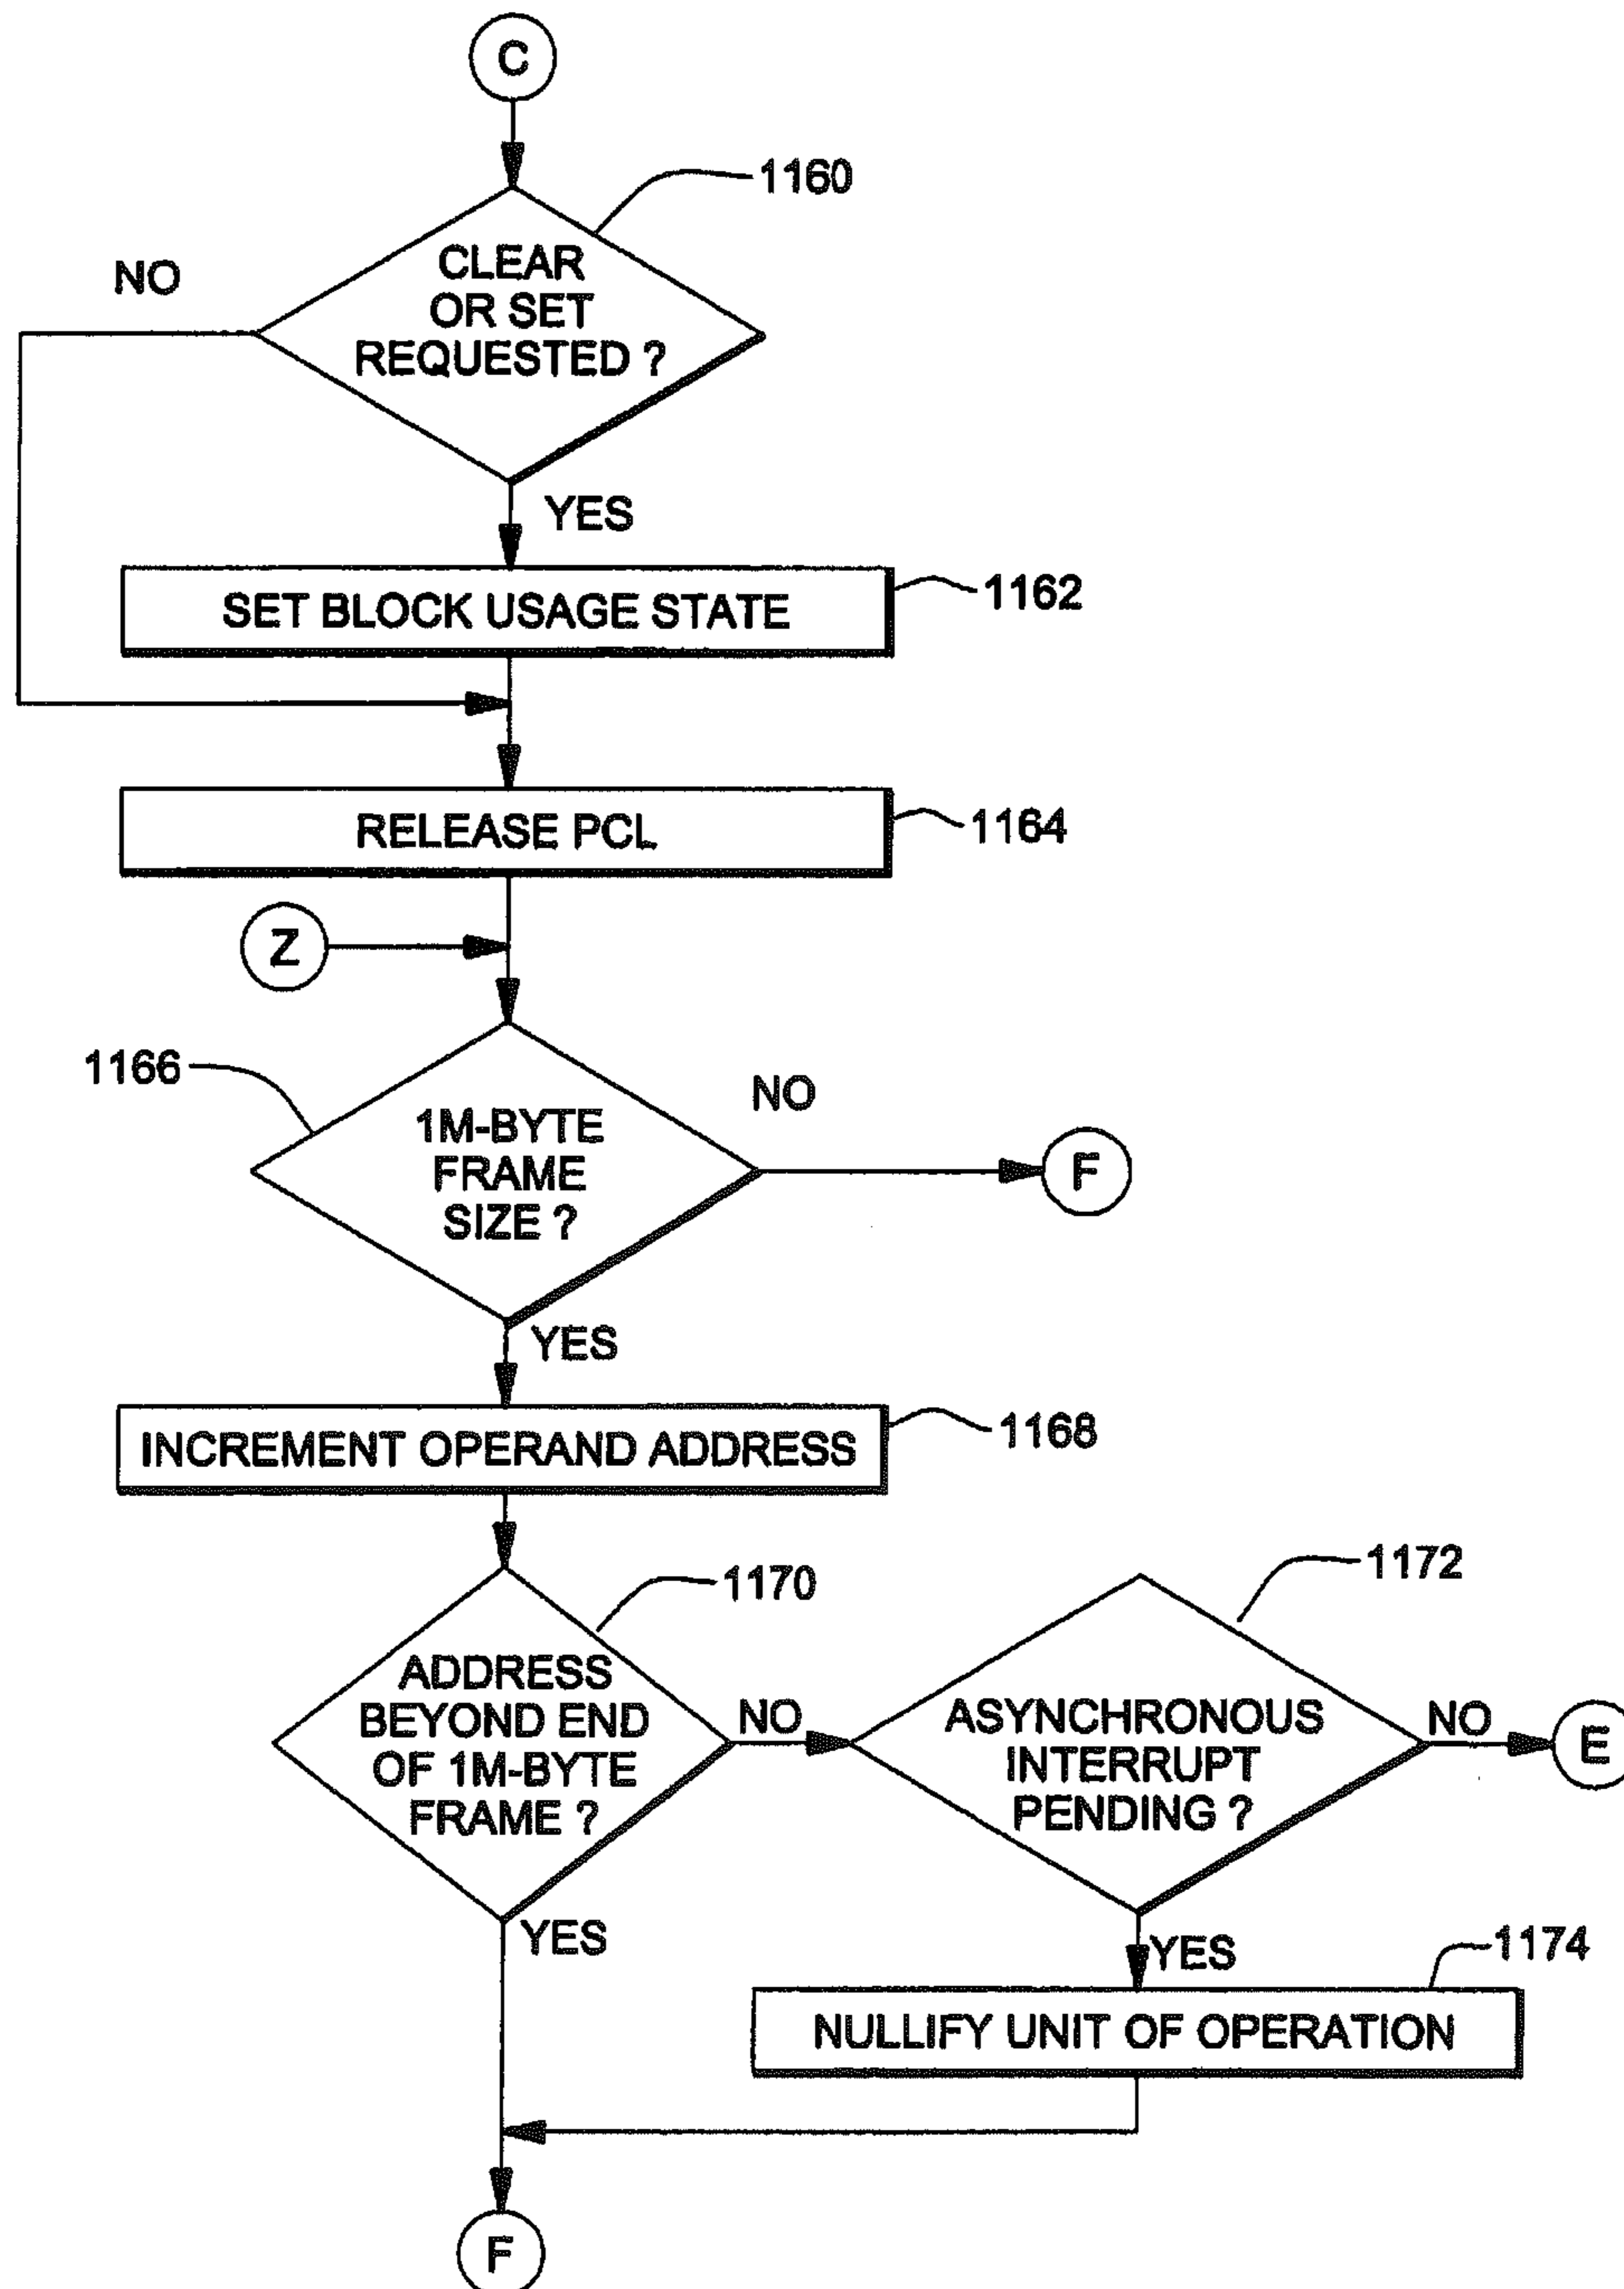 C
1160
CLEAR
OR SET
REQUESTED ?
NO
YES
SET BLOCK USAGE STATE
1162
RELEASE PCL
1164
Z
1166
1M-BYTE
FRAME
SIZE ?
NO
F
YES
INCREMENT OPERAND ADDRESS
1168
1170
ADDRESS
BEYOND END
OF 1M-BYTE
FRAME ?
NO
1172
ASYNCHRONOUS
INTERRUPT
PENDING ?
NO
E
YES
YES
1174
NULLIFY UNIT OF OPERATION
F